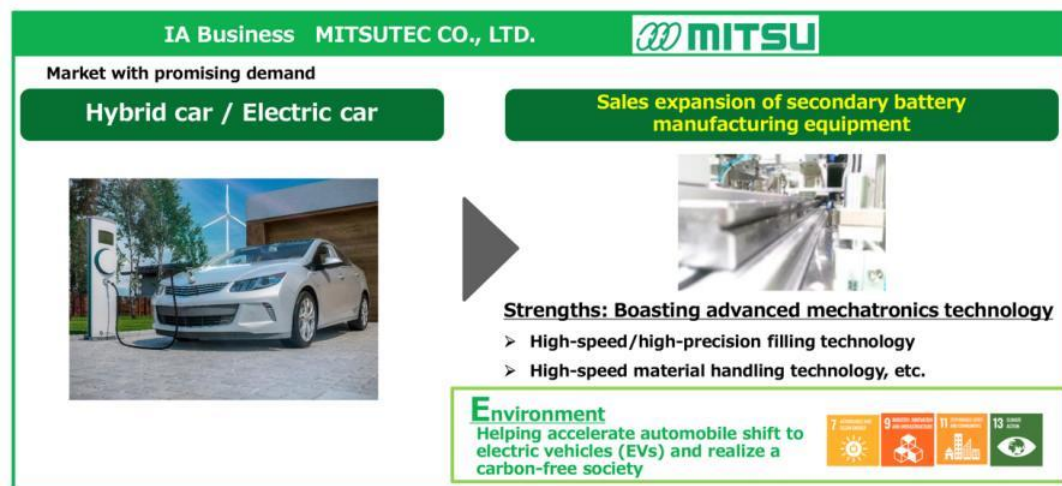 IA Business MITSUTEC CO., LTD.
MITSU
Market with promising demand
Hybrid car / Electric car
Sales expansion of secondary battery
manufacturing equipment
Strengths: Boasting advanced mechatronics technology
➢ High-speed/high-precision filling technology
➢ High-speed material handling technology, etc.
Environment
Helping accelerate automobile shift to
electric vehicles (EVs) and realize a
carbon-free society
7
9
11
13 CLIMATE
ACTION